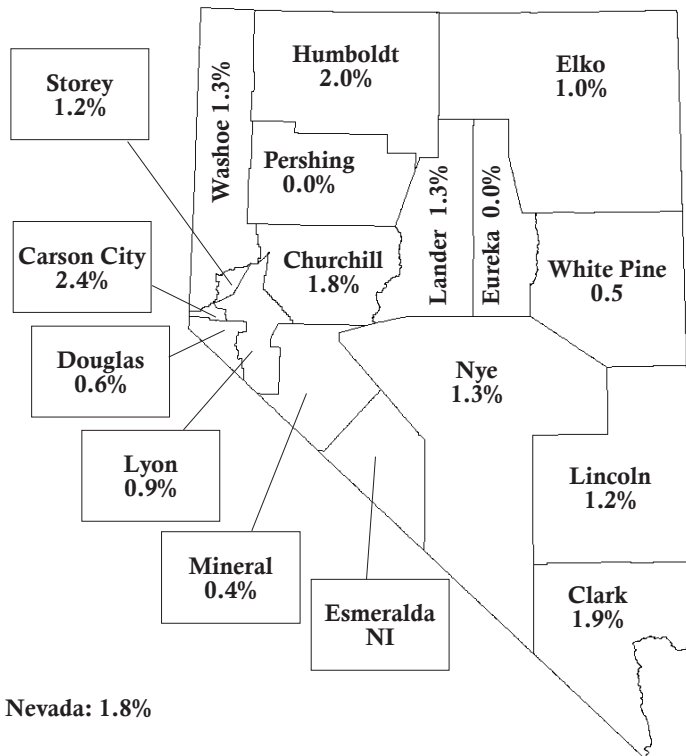 Humboldt
2.0%
Elko
1.0%
Storey
1.2%
Washoe 1.3%
Pershing
0.0%
Lander 1.3%
Eureka 0.0%
Carson City
2.4%
Churchill
1.8%
White Pine
0.5
Douglas
0.6%
Nye
1.3%
Lyon
0.9%
Lincoln
1.2%
Mineral
0.4%
Esmeralda
NI
Clark
1.9%
Nevada: 1.8%